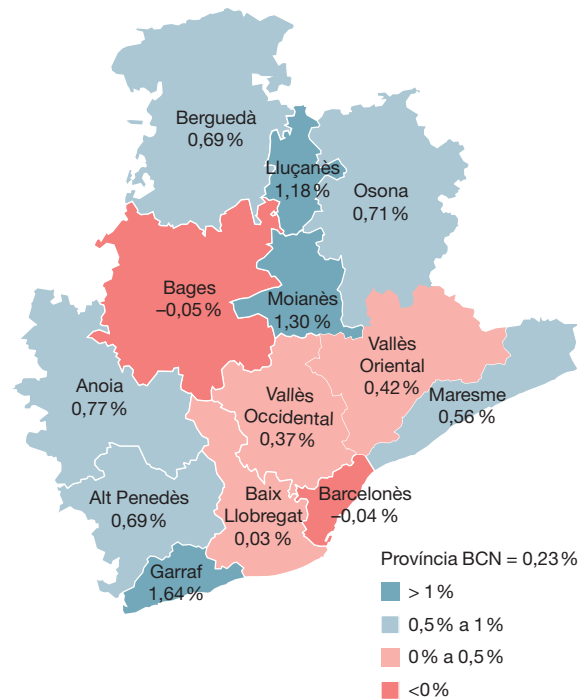 Berguedà
0,69 %
Lluçanès
1,18 %
Osona
0,71 %
Bages
–0,05 %
Moianès
1,30 %
Vallès
Oriental
0,42 %
Anoia
0,77 %
Vallès
Occidental
0,37 %
Maresme
0,56 %
Alt Penedès
0,69 %
Baix
Llobregat
0,03 %
Barcelonès
–0,04 %
Garraf
1,64 %
Província BCN = 0,23 %
> 1 %
0,5 % a 1 %
0 % a 0,5 %
<0 %